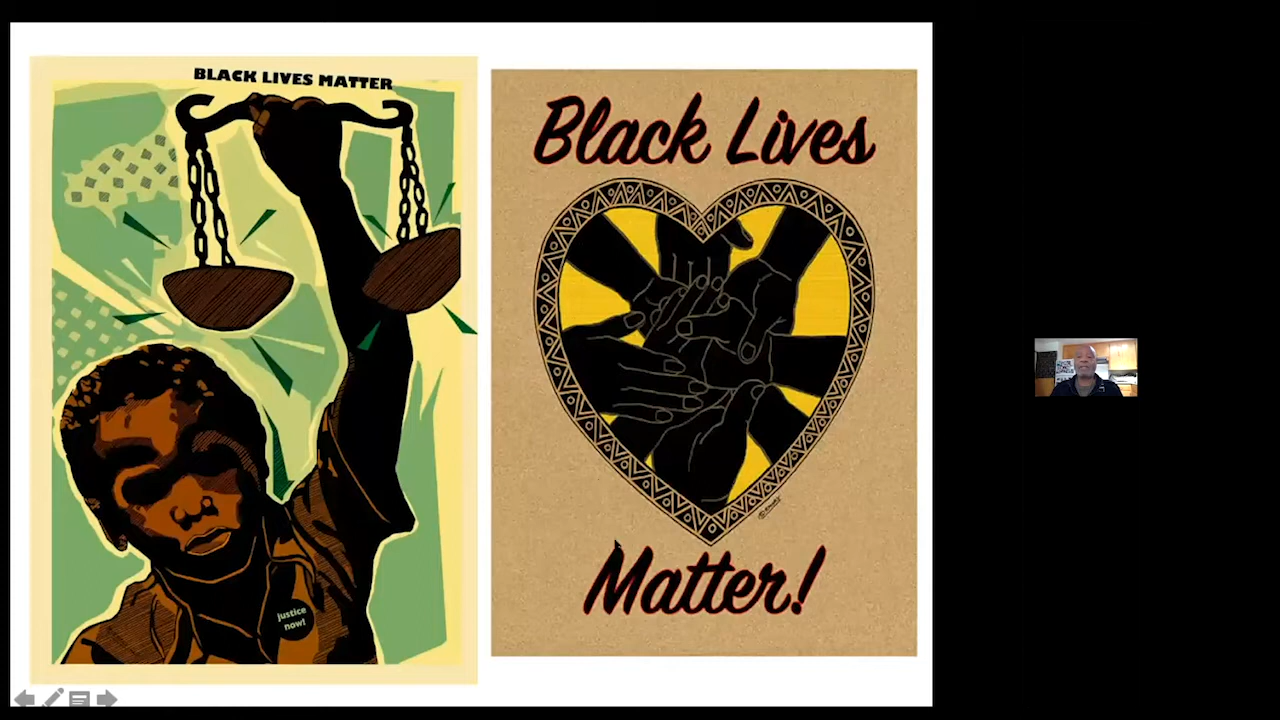 BLACK LIVES MATTER
justice
now!
Black Lives
Matter!